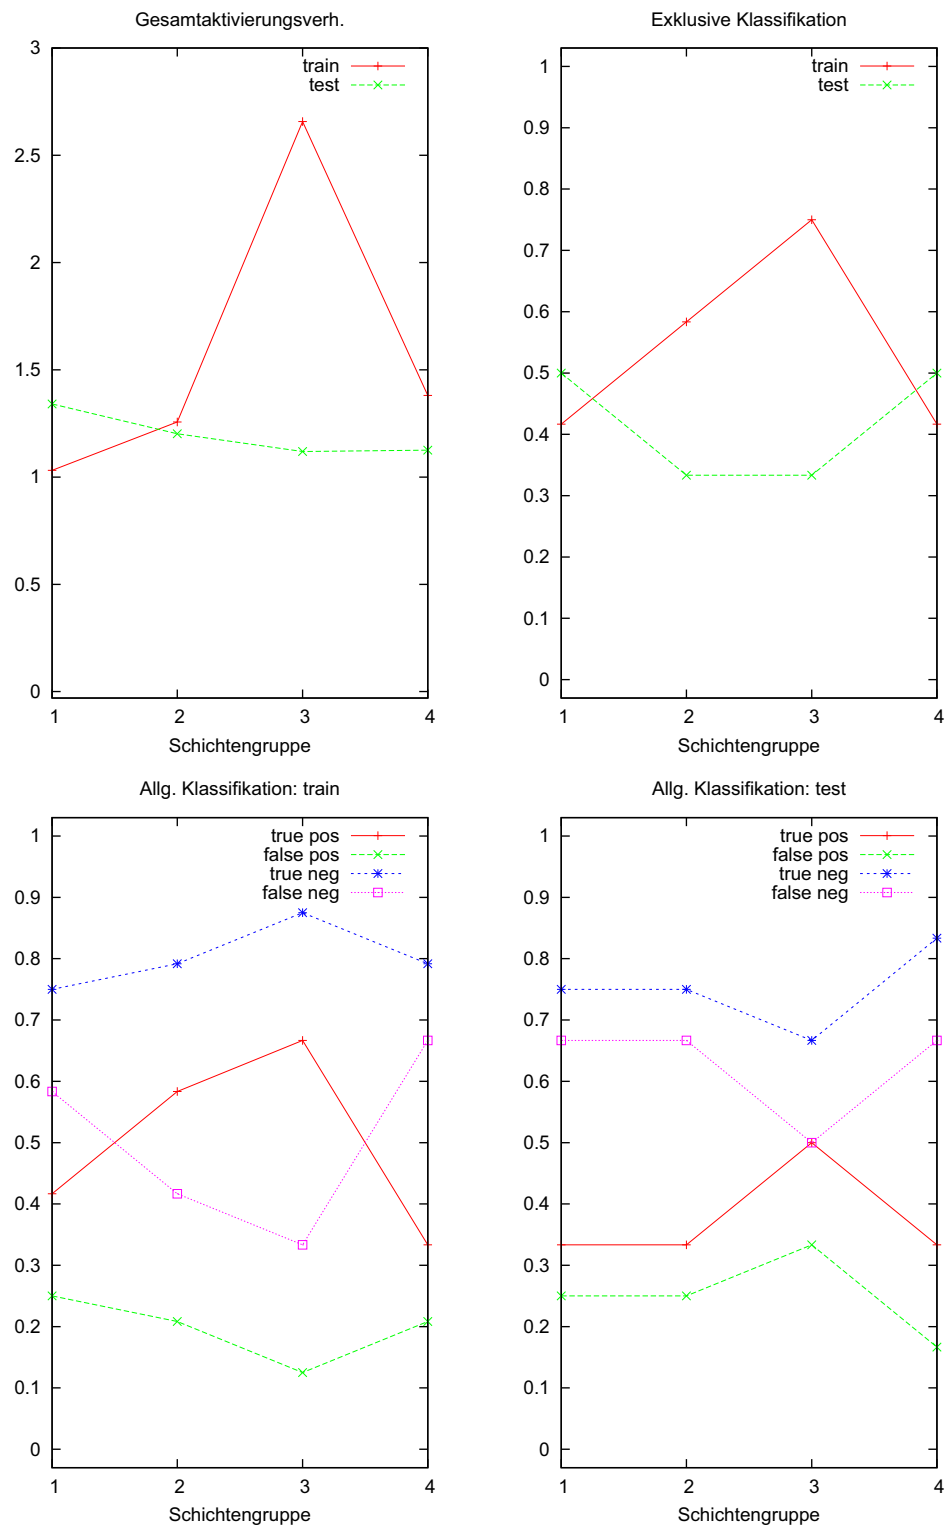 Gesamtaktivierungsverh.
train
test
3
2.5
2
1.5
1
0.5
0
1 2 3 4
Schichtengruppe
Exklusive Klassifikation
train
test
1
0.9
0.8
0.7
0.6
0.5
0.4
0.3
0.2
0.1
0
1 2 3 4
Schichtengruppe
Allg. Klassifikation: train
true pos
false pos
true neg
false neg
1
0.9
0.8
0.7
0.6
0.5
0.4
0.3
0.2
0.1
0
1 2 3 4
Schichtengruppe
Allg. Klassifikation: test
true pos
false pos
true neg
false neg
1
0.9
0.8
0.7
0.6
0.5
0.4
0.3
0.2
0.1
0
1 2 3 4
Schichtengruppe